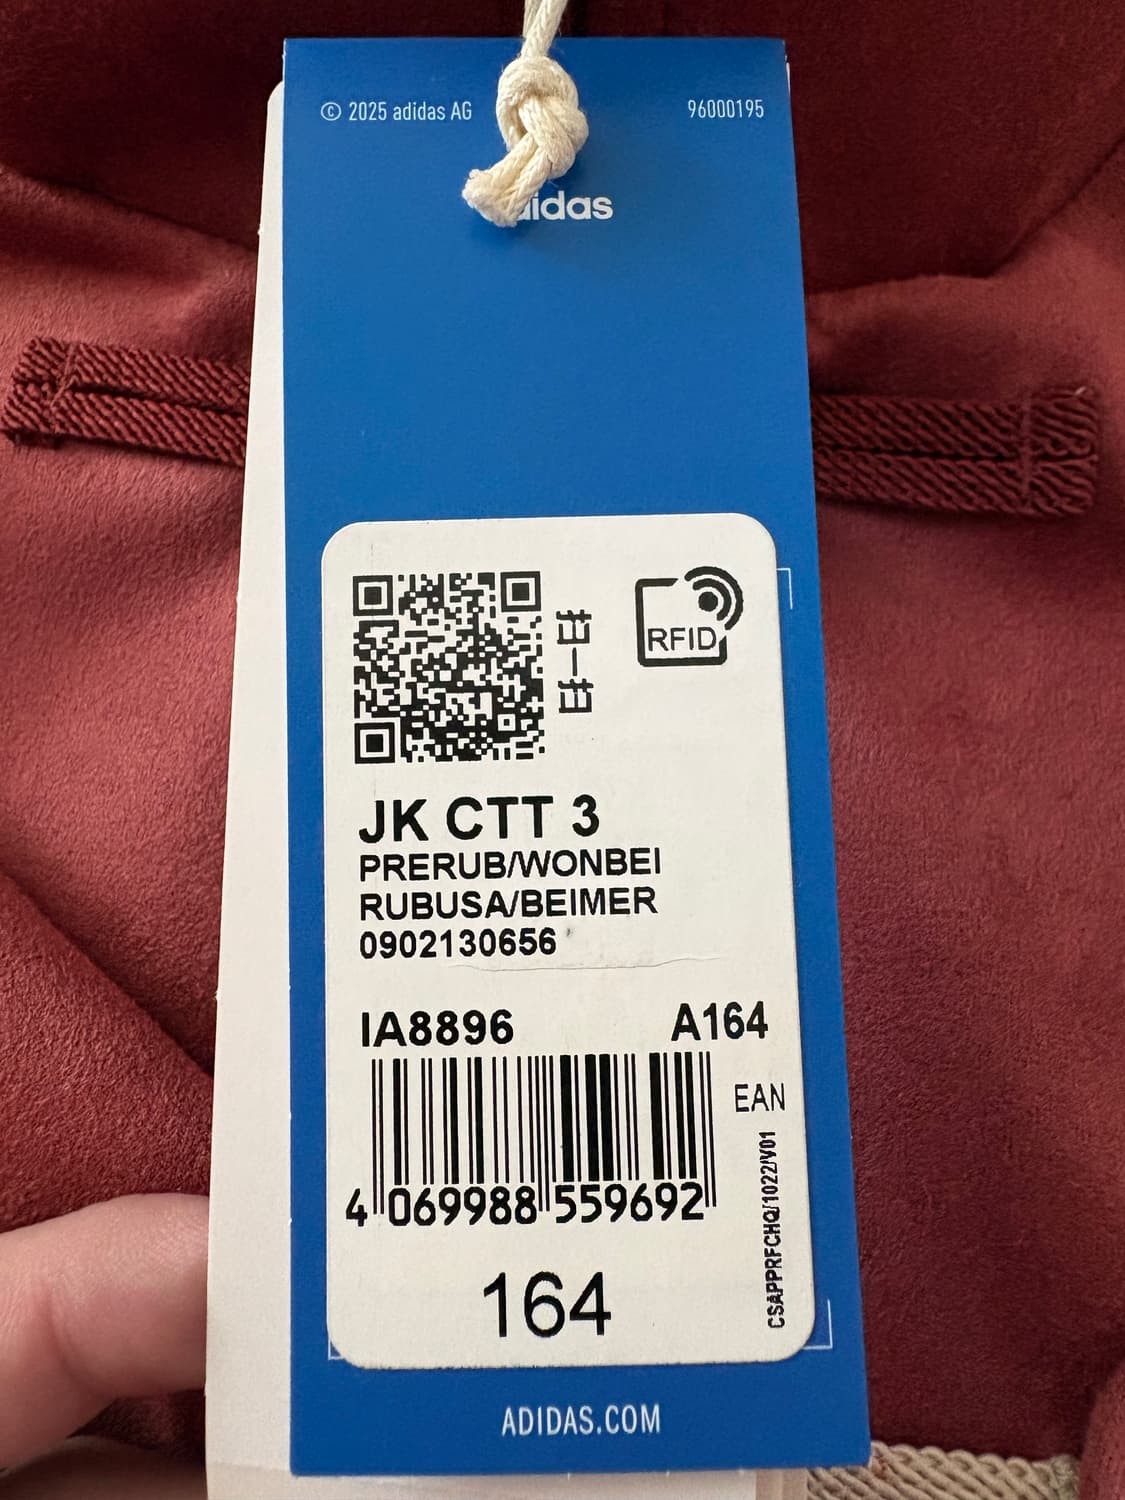 © 2025 adidas AG
96000195
adidas
扫一扫
RFID
JK CTT 3
PRERUB/WONBEI
RUBUSA/BEIMER
0902130656
IA8896
A164
EAN
4 069988 559692
CSAPPRFCHQ/1022/V01
164
ADIDAS.COM